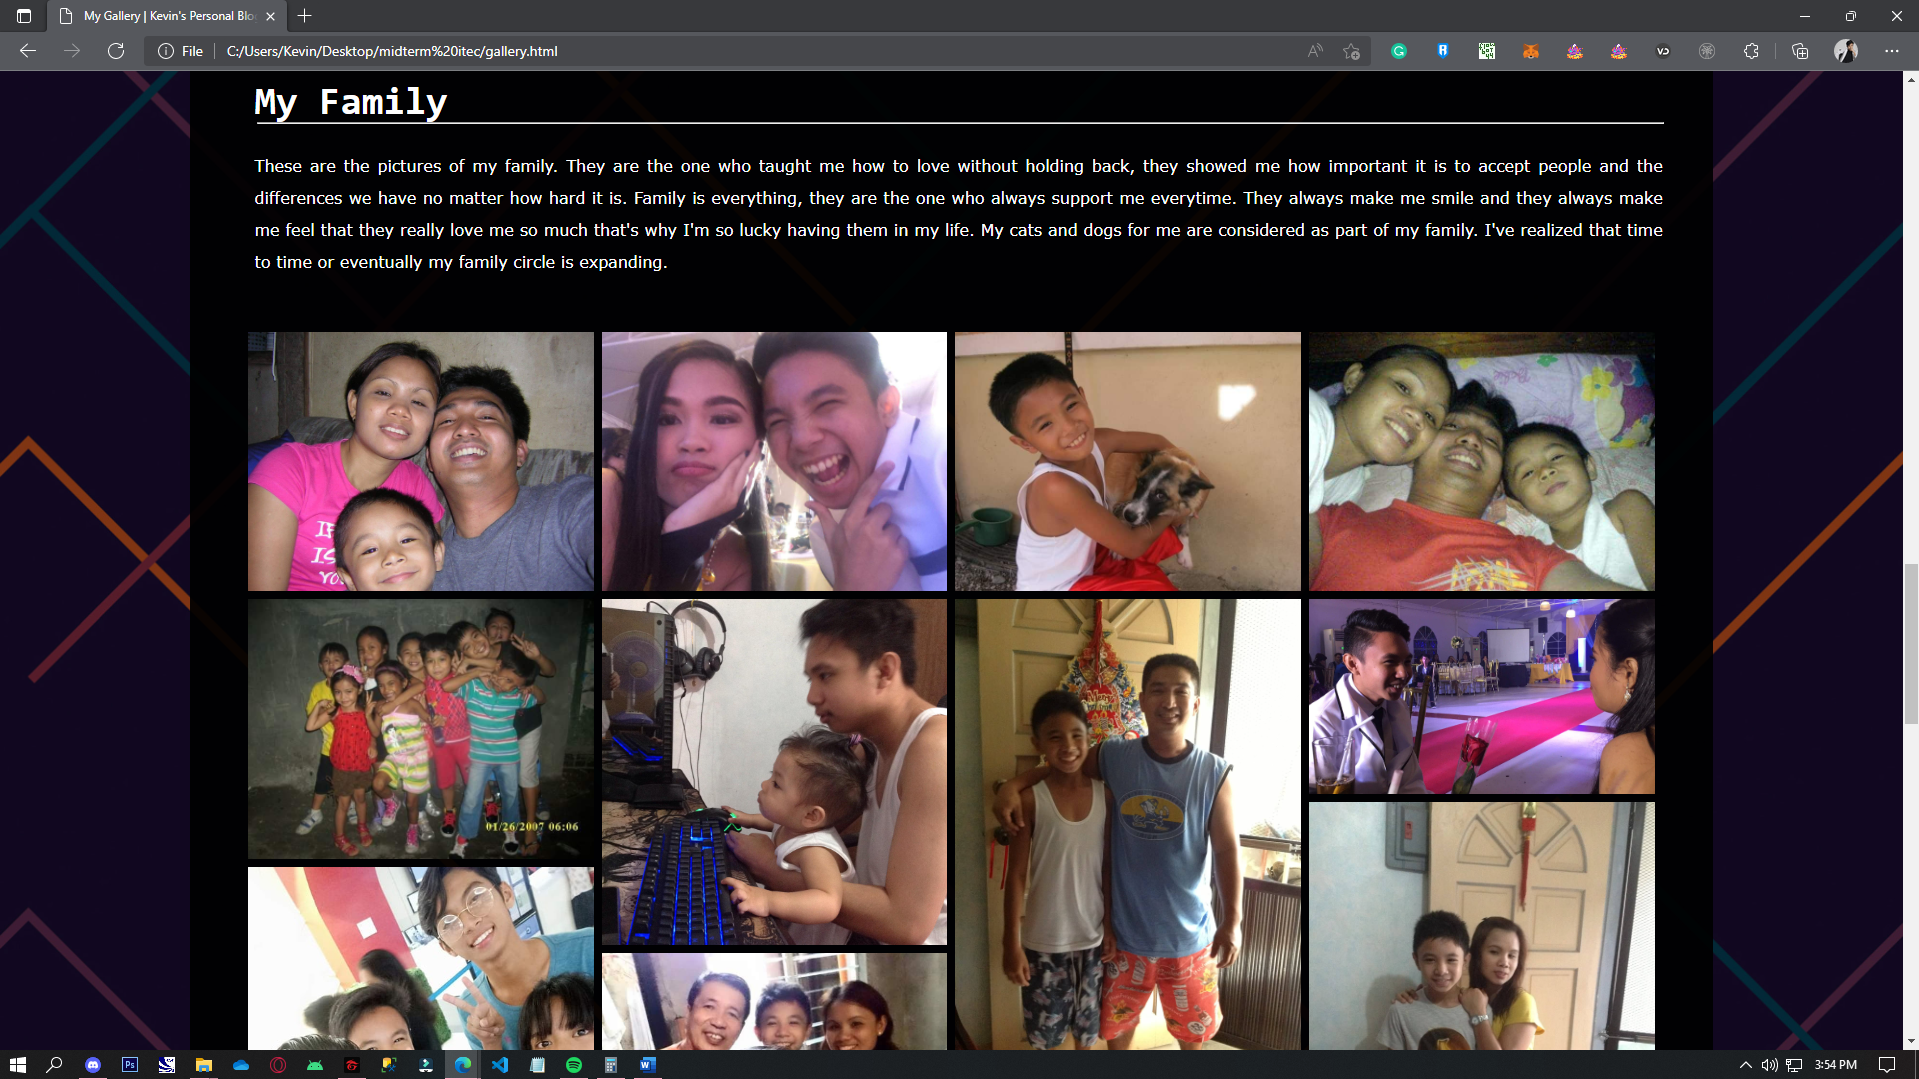 My Gallery | Kevin's Personal Blo
File
C:/Users/Kevin/Desktop/midterm%20itec/gallery.html
My Family
These are the pictures of my family. They are the one who taught me how to love without holding back, they showed me how important it is to accept people and the
differences we have no matter how hard it is. Family is everything, they are the one who always support me everytime. They always make me smile and they always make
me feel that they really love me so much that's why I'm so lucky having them in my life. My cats and dogs for me are considered as part of my family. I've realized that time
to time or eventually my family circle is expanding.
01/26/2007 06:06
3:54 PM